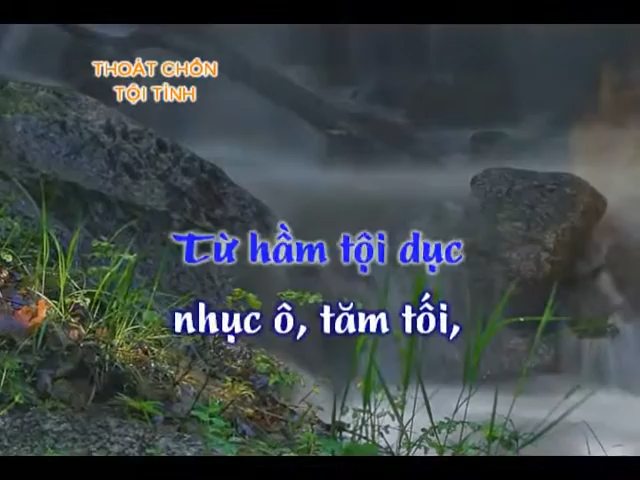 THOÁT CHỐN
TỘI TÌNH
Từ hầm tội dục
nhục ô, tăm tối,